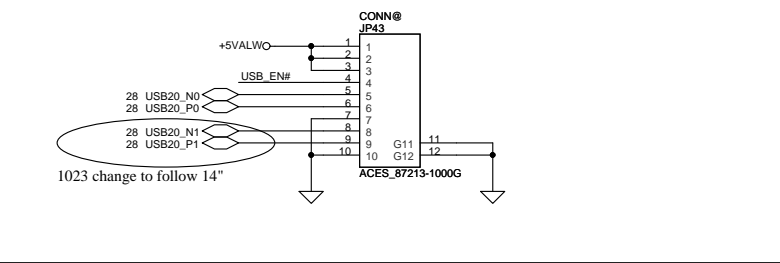 CONN@
JP43
+5VALW 1 1
2 2
3 3
USB_EN# 4 4
28 USB20_N0 5 5
28 USB20_P0 6 6
7 7
28 USB20_N1 8 8
28 USB20_P1 9 9 G11 11
10 10 G12 12
1023 change to follow 14"
ACES_87213-1000G